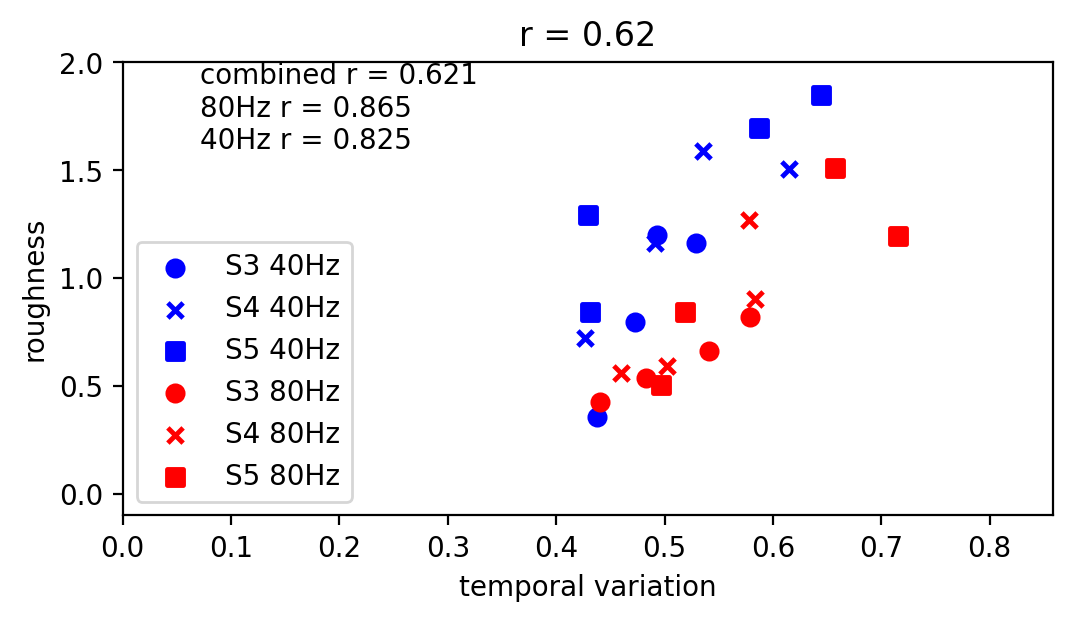 r = 0.62
combined r = 0.621
80Hz r = 0.865
40Hz r = 0.825
2.0
1.5
1.0
0.5
0.0
roughness
S3 40Hz
S4 40Hz
S5 40Hz
S3 80Hz
S4 80Hz
S5 80Hz
0.0 0.1 0.2 0.3 0.4 0.5 0.6 0.7 0.8
temporal variation